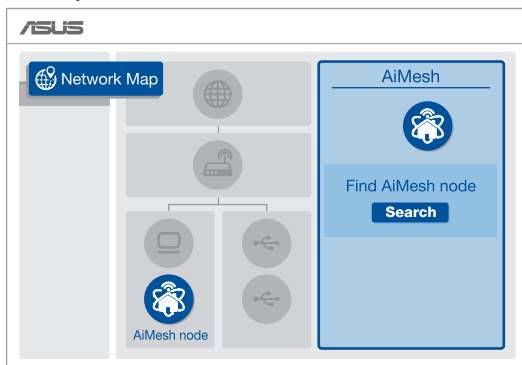 ASUS
Network Map
AiMesh
Find AiMesh node
Search
AiMesh node